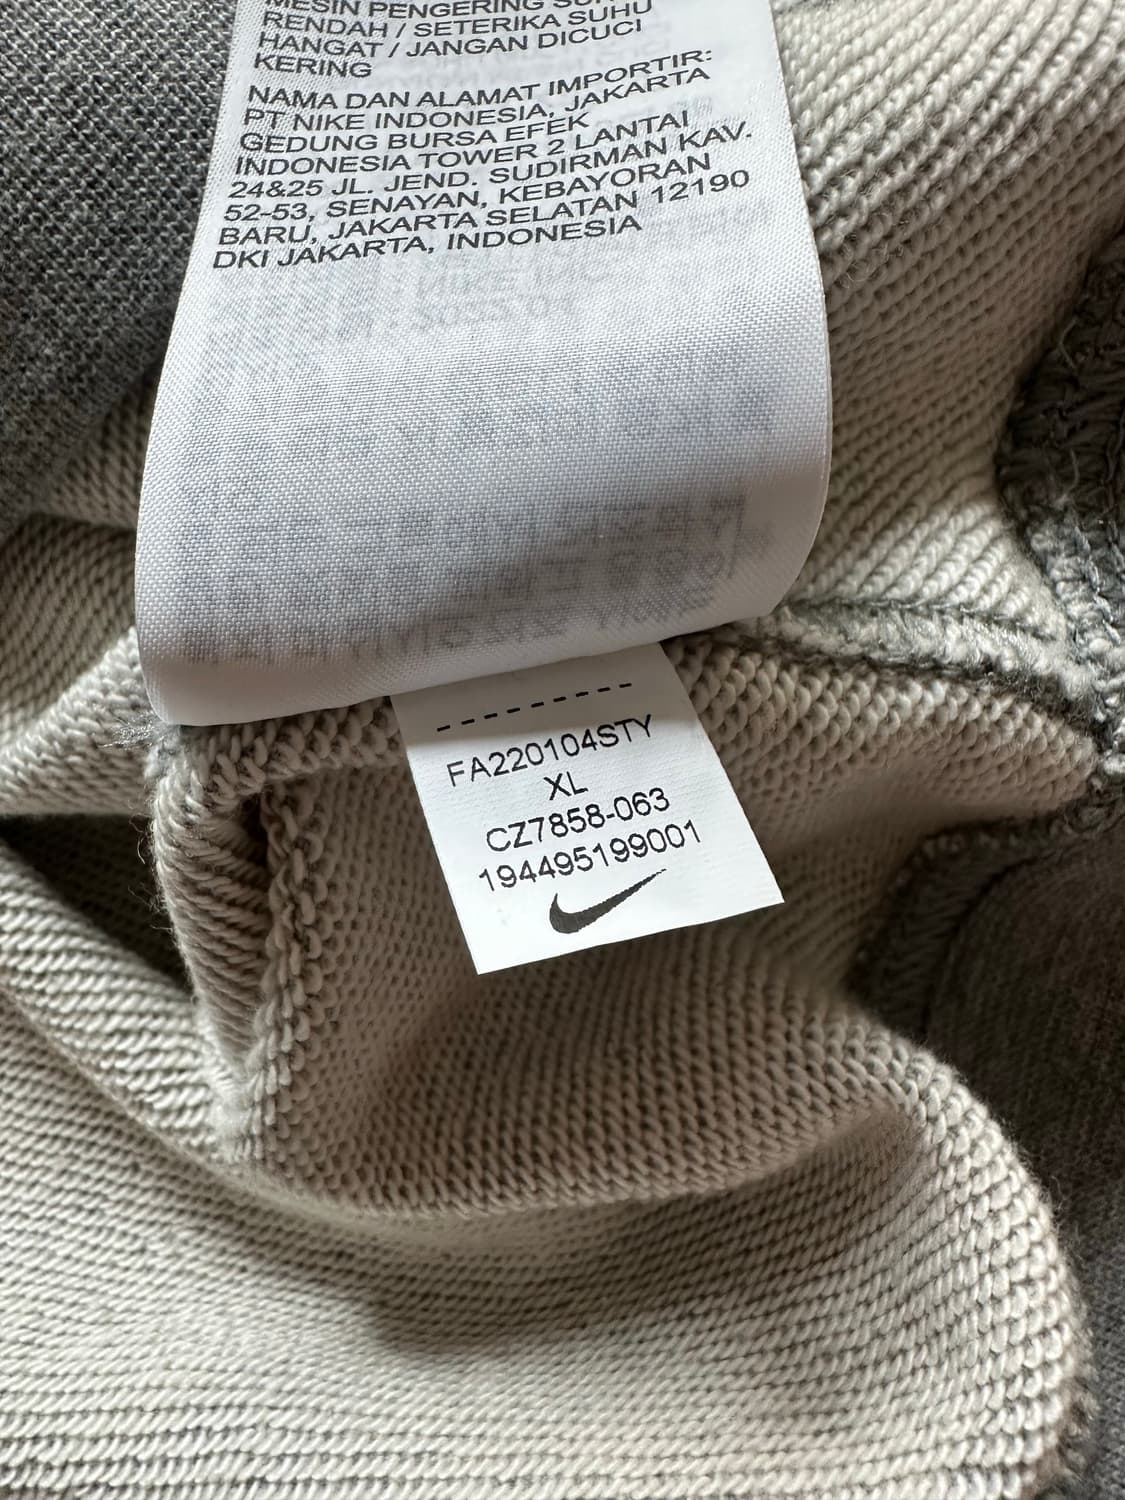 MESIN PENGERING
RENDAH / SETERIKA SUHU
HANGAT / JANGAN DICUCI
KERING
NAMA DAN ALAMAT IMPORTIR:
PT NIKE INDONESIA, JAKARTA
GEDUNG BURSA EFEK
INDONESIA TOWER 2 LANTAI
24&25 JL. JEND. SUDIRMAN KAV.
52-53, SENAYAN, KEBAYORAN
BARU, JAKARTA SELATAN 12190
DKI JAKARTA, INDONESIA
FA220104STY
XL
CZ7858-063
194495199001